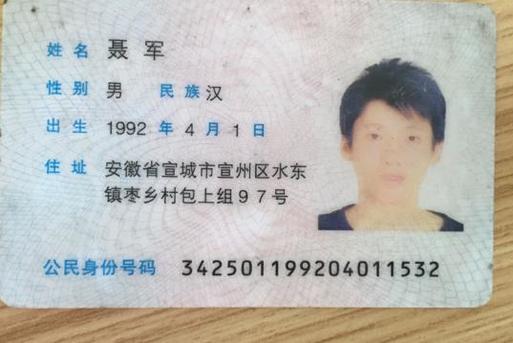 姓名 聂军
性别 男 民族 汉
出生 1992 年 4 月 1 日
住址 安徽省宣城市宣州区水东
镇枣乡村包上组９７号
公民身份号码 342501199204011532